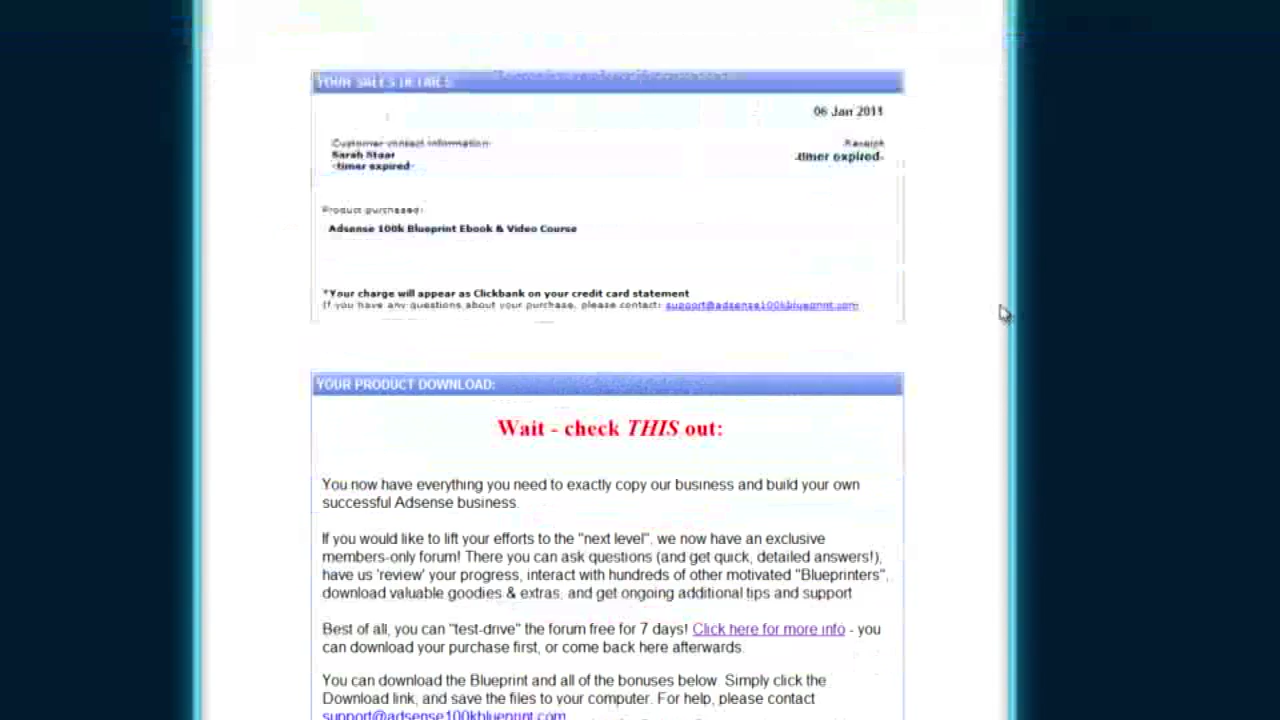 YOUR SALES DETAILS:
06 Jan 2011
Customer contact information:
Receipt
Sarah Staar
-timer expired-
-timer expired-
Product purchased:
Adsense 100k Blueprint Ebook & Video Course
*Your charge will appear as Clickbank on your credit card statement
If you have any questions about your purchase, please contact: support@adsense100kblueprint.com
YOUR PRODUCT DOWNLOAD:
Wait - check THIS out:
You now have everything you need to exactly copy our business and build your own
successful Adsense business.
If you would like to lift your efforts to the "next level", we now have an exclusive
members-only forum! There you can ask questions (and get quick, detailed answers!),
have us 'review' your progress, interact with hundreds of other motivated "Blueprinters",
download valuable goodies & extras, and get ongoing additional tips and support
Best of all, you can "test-drive" the forum free for 7 days! Click here for more info - you
can download your purchase first, or come back here afterwards.
You can download the Blueprint and all of the bonuses below. Simply click the
Download link, and save the files to your computer. For help, please contact
support@adsense100kblueprint.com